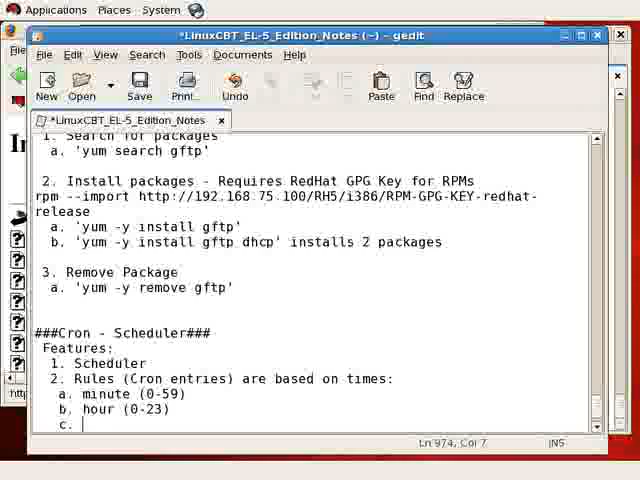 Applications Places System
*LinuxCBT_EL-5_Edition_Notes (~) - gedit
File Edit View Search Tools Documents Help
New Open Save Print... Undo Paste Find Replace
*LinuxCBT_EL-5_Edition_Notes x
1. Search for packages
a. 'yum search gftp'
2. Install packages - Requires RedHat GPG Key for RPMs
rpm --import http://192.168.75.100/RH5/i386/RPM-GPG-KEY-redhat-
release
a. 'yum -y install gftp'
b. 'yum -y install gftp dhcp' installs 2 packages
3. Remove Package
a. 'yum -y remove gftp'
###Cron - Scheduler###
Features:
1. Scheduler
2. Rules (Cron entries) are based on times:
a. minute (0-59)
b. hour (0-23)
c.
Ln 974, Col 7 INS